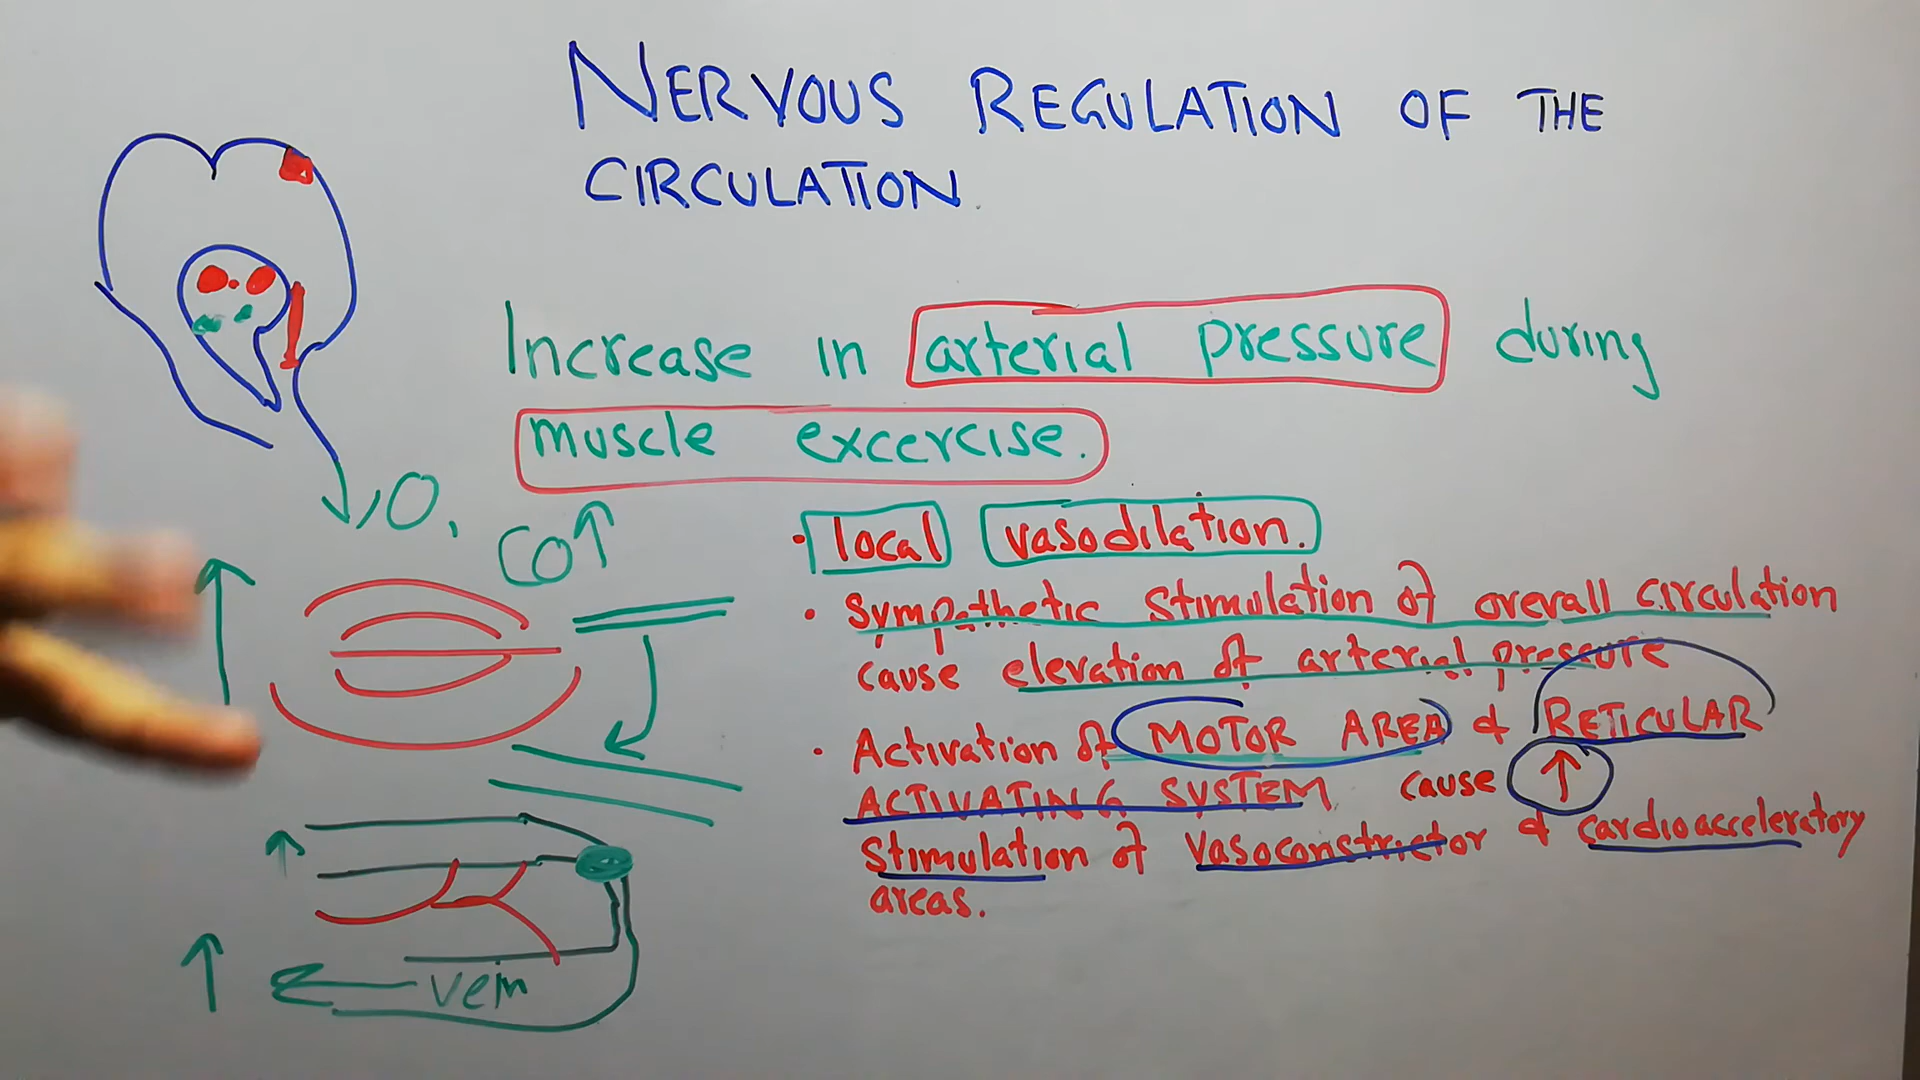 NERVOUS REGULATION OF THE
CIRCULATION.
Increase in arterial pressure during
muscle excercise.
CO↑
• local vasodilation.
• Sympathetic stimulation of overall circulation
cause elevation of arterial pressure
• Activation of MOTOR AREA & RETICULAR
ACTIVATING SYSTEM cause ↑
stimulation of vasoconstrictor & cardioacceleratory
areas.
vein